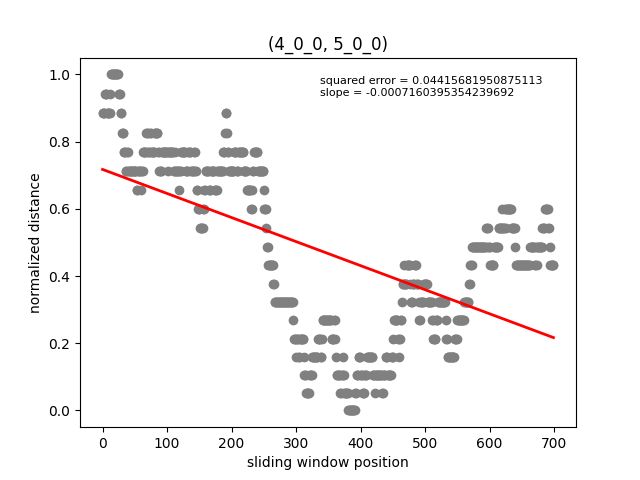 (4_0_0, 5_0_0)
squared error = 0.04415681950875113
slope = -0.0007160395354239692
normalized distance
1.0
0.8
0.6
0.4
0.2
0.0
0 100 200 300 400 500 600 700
sliding window position